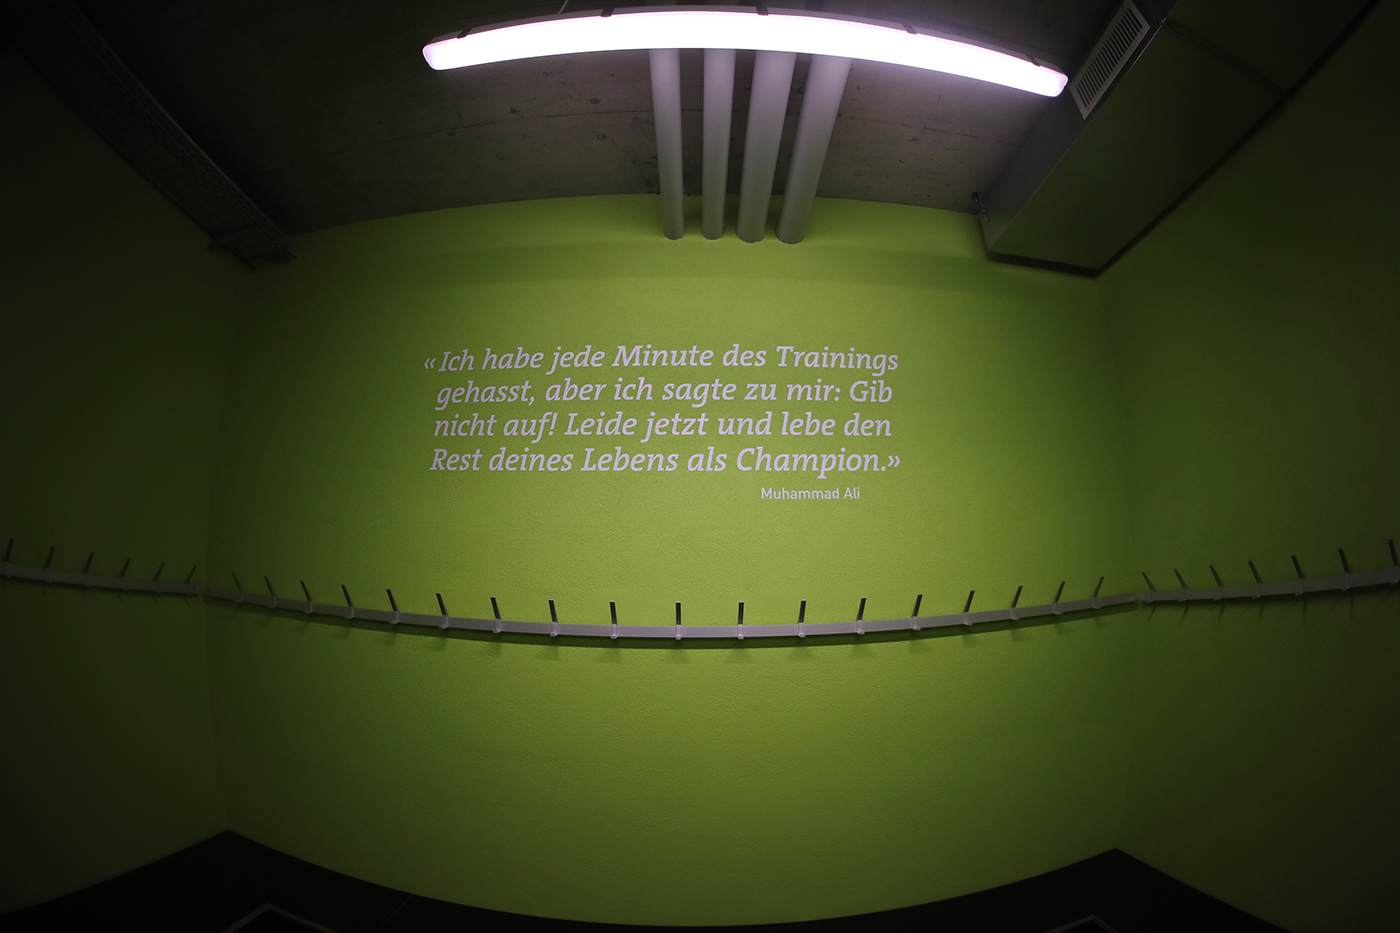 «Ich habe jede Minute des Trainings
gehasst, aber ich sagte zu mir: Gib
nicht auf! Leide jetzt und lebe den
Rest deines Lebens als Champion.»
Muhammad Ali